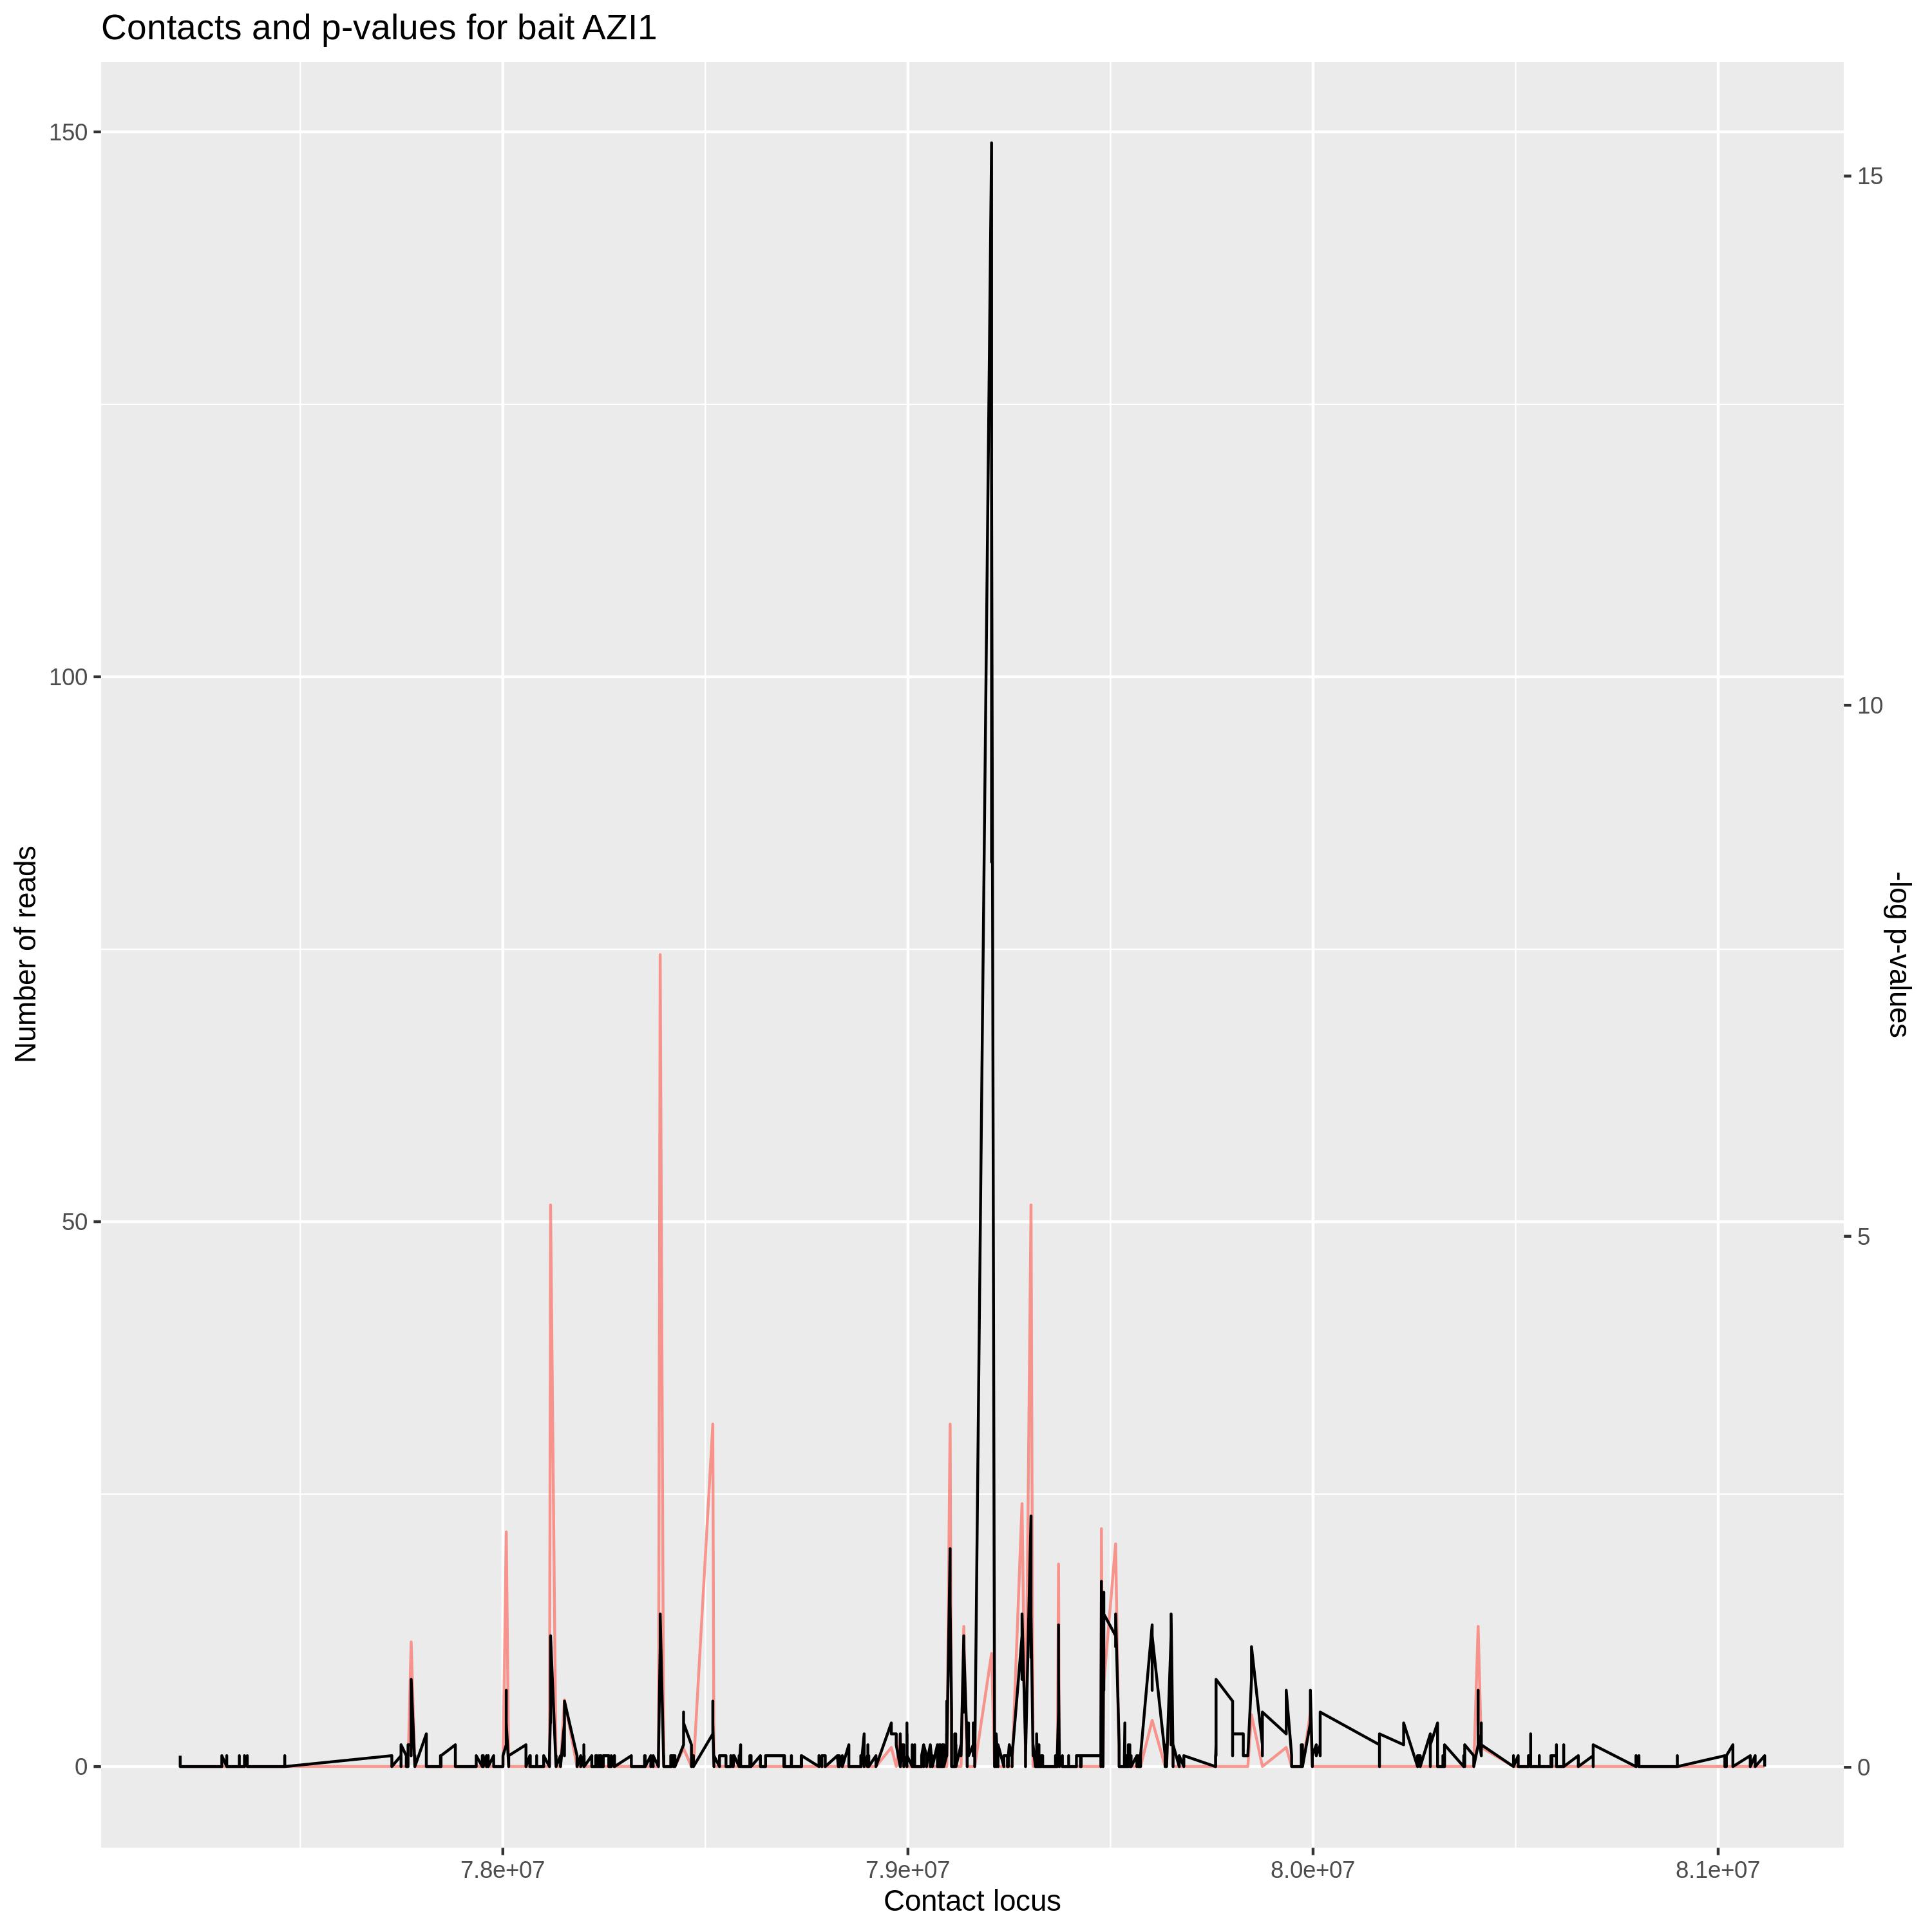 Contacts and p-values for bait AZI1
150
100
50
0
15
10
5
0
Number of reads
-log p-values
7.8e+07 7.9e+07 8.0e+07 8.1e+07
Contact locus